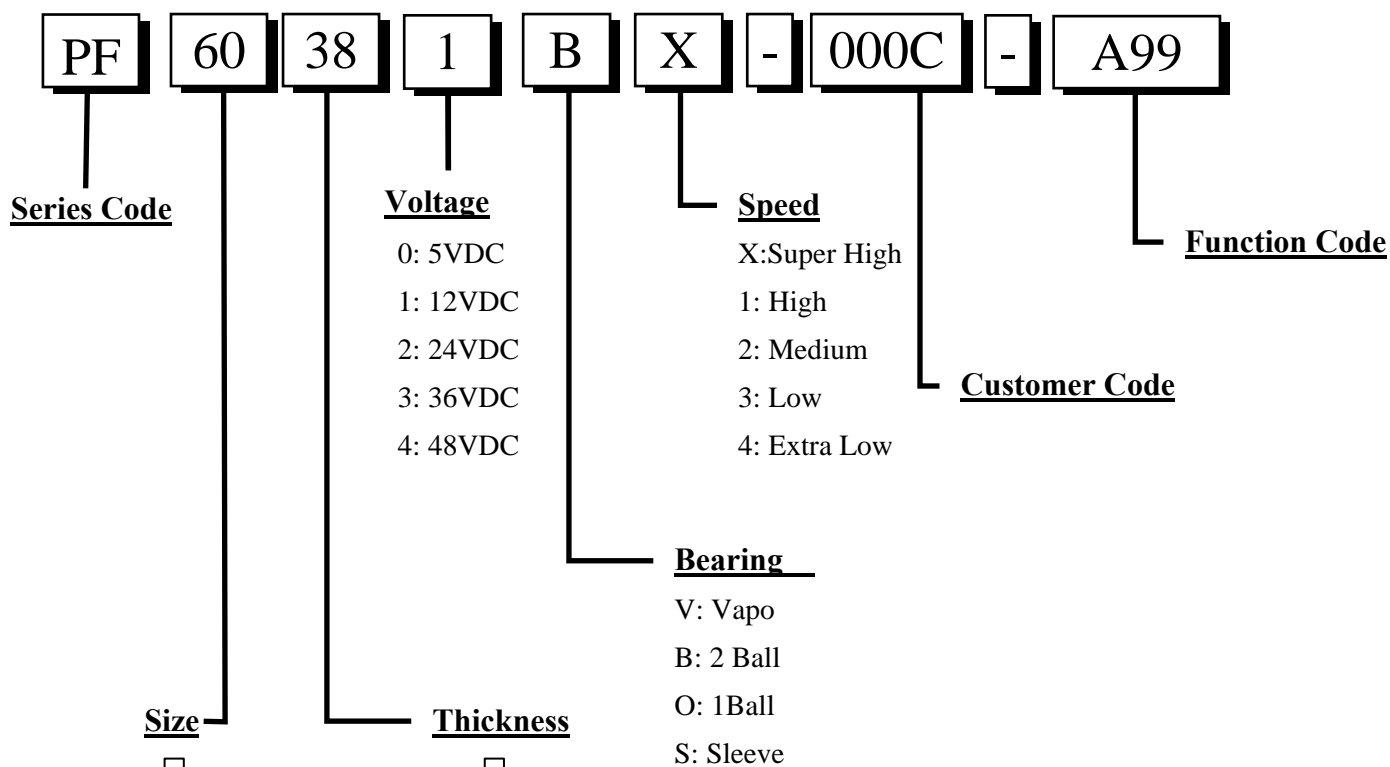 PF 60 38 1 B X - 000C - A99
Series Code
Voltage
0: 5VDC
1: 12VDC
2: 24VDC
3: 36VDC
4: 48VDC
Speed
X:Super High
1: High
2: Medium
3: Low
4: Extra Low
Function Code
Customer Code
Bearing
V: Vapo
B: 2 Ball
O: 1Ball
S: Sleeve
Size
Thickness